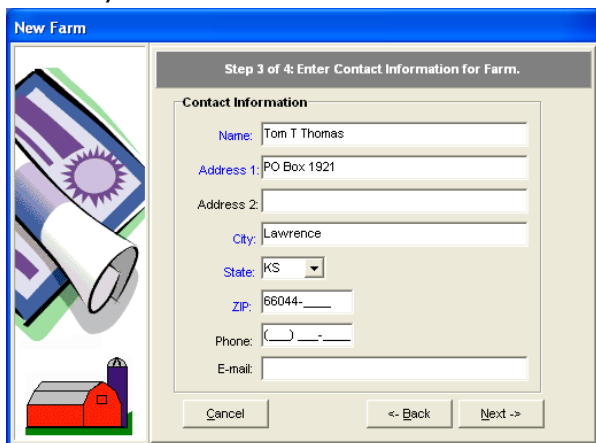 New Farm
Step 3 of 4: Enter Contact Information for Farm.
Contact Information
Name: Tom T Thomas
Address 1: PO Box 1921
Address 2:
City: Lawrence
State: KS
ZIP: 66044-____
Phone: (___) ___-____
E-mail:
Cancel <- Back Next ->